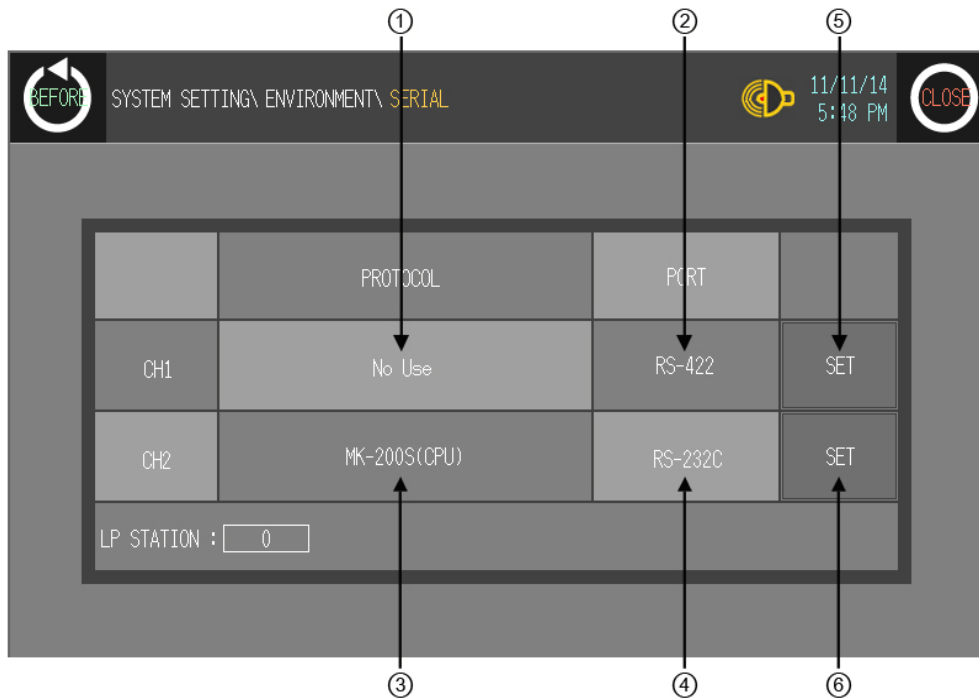 ① ② ⑤
BEFORE SYSTEM SETTING\ ENVIRONMENT\ SERIAL 11/11/14 CLOSE
5:48 PM
PROTOCOL PORT
CH1 No Use RS-422 SET
CH2 MK-200S(CPU) RS-232C SET
LP STATION : 0
③ ④ ⑥